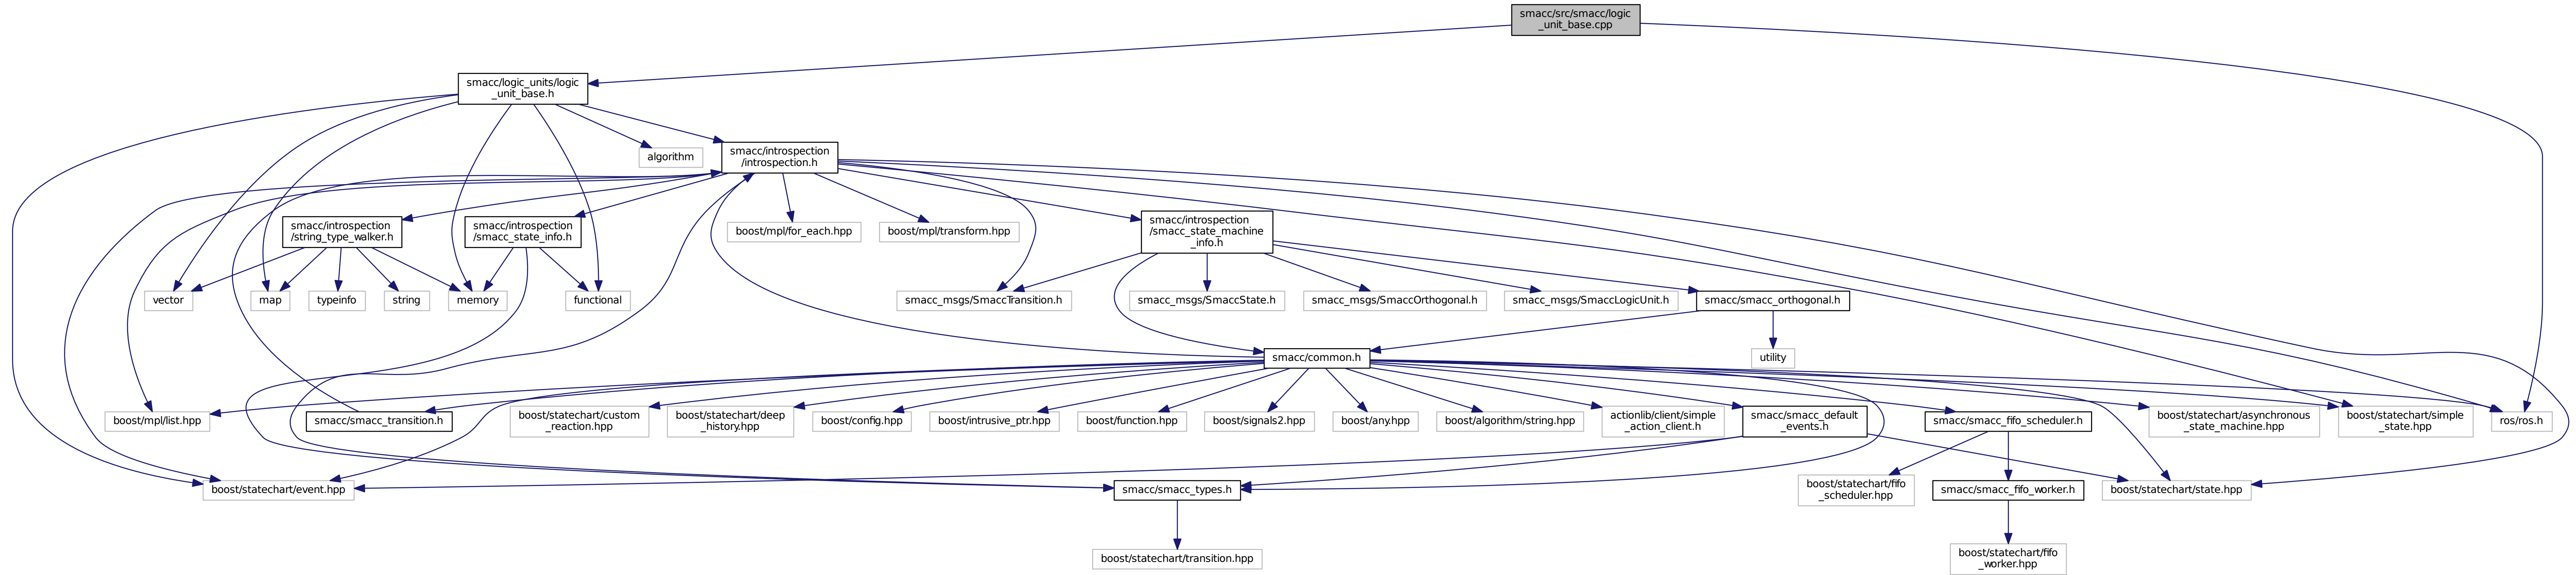 smacc/src/smacc/logic
_unit_base.cpp
smacc/logic_units/logic
_unit_base.h
smacc/introspection
/introspection.h
algorithm
smacc/introspection
/string_type_walker.h
smacc/introspection
/smacc_state_info.h
boost/mpl/for_each.hpp
boost/mpl/transform.hpp
smacc/introspection
/smacc_state_machine
_info.h
vector
map
typeinfo
string
memory
functional
smacc_msgs/SmaccTransition.h
smacc_msgs/SmaccState.h
smacc_msgs/SmaccOrthogonal.h
smacc_msgs/SmaccLogicUnit.h
smacc/smacc_orthogonal.h
smacc/common.h
utility
boost/mpl/list.hpp
smacc/smacc_transition.h
boost/statechart/custom
_reaction.hpp
boost/statechart/deep
_history.hpp
boost/config.hpp
boost/intrusive_ptr.hpp
boost/function.hpp
boost/signals2.hpp
boost/any.hpp
boost/algorithm/string.hpp
actionlib/client/simple
_action_client.h
smacc/smacc_default
_events.h
smacc/smacc_fifo_scheduler.h
boost/statechart/asynchronous
_state_machine.hpp
boost/statechart/simple
_state.hpp
ros/ros.h
boost/statechart/event.hpp
smacc/smacc_types.h
boost/statechart/fifo
_scheduler.hpp
smacc/smacc_fifo_worker.h
boost/statechart/state.hpp
boost/statechart/transition.hpp
boost/statechart/fifo
_worker.hpp